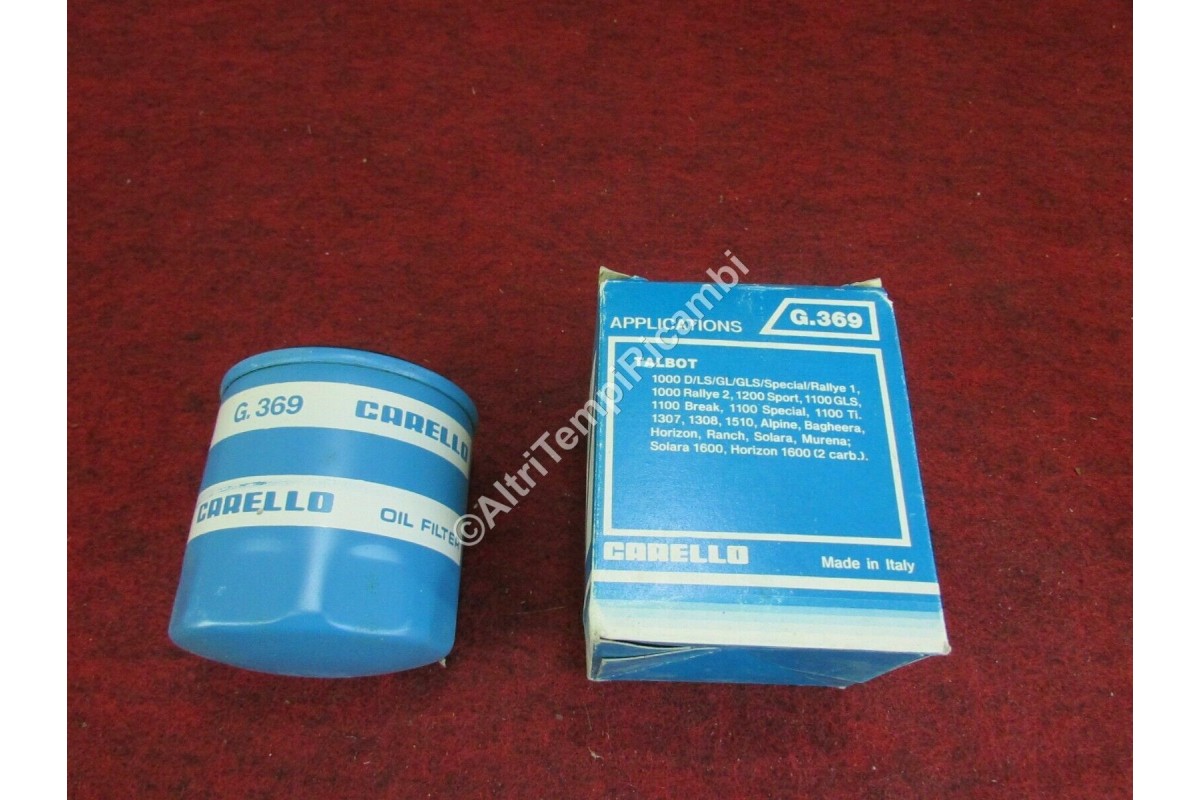 G. 369 CARELLO
CARELLO OIL FILTER
APPLICATIONS G.369
TALBOT
1000 D/LS/GL/GLS/Special/Rallye 1,
1000 Rallye 2, 1200 Sport, 1100 GLS,
1100 Break, 1100 Special, 1100 Ti.
1307, 1308, 1510, Alpine, Bagheera,
Horizon, Ranch, Solara, Murena;
Solara 1600, Horizon 1600 (2 carb.).
CARELLO Made in Italy
©AltriTempiRicambi